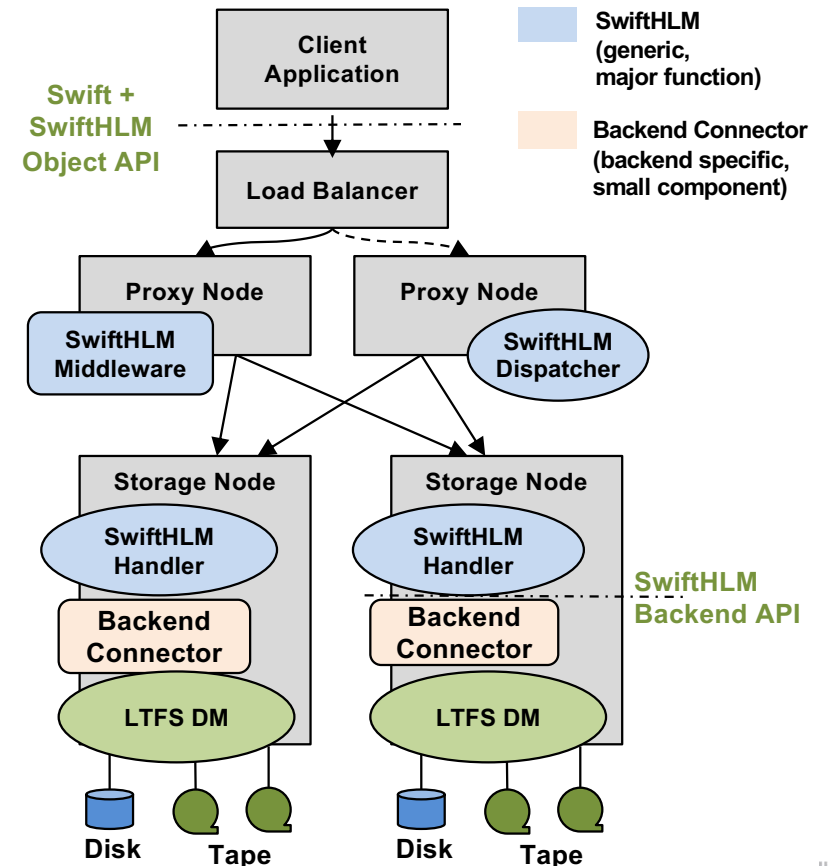 Client
Application
SwiftHLM
(generic,
major function)
Swift +
SwiftHLM
Object API
Backend Connector
(backend specific,
small component)
Load Balancer
Proxy Node
Proxy Node
SwiftHLM
Middleware
SwiftHLM
Dispatcher
Storage Node
Storage Node
SwiftHLM
Handler
SwiftHLM
Handler
SwiftHLM
Backend API
Backend
Connector
Backend
Connector
LTFS DM
LTFS DM
Disk
Tape
Disk
Tape